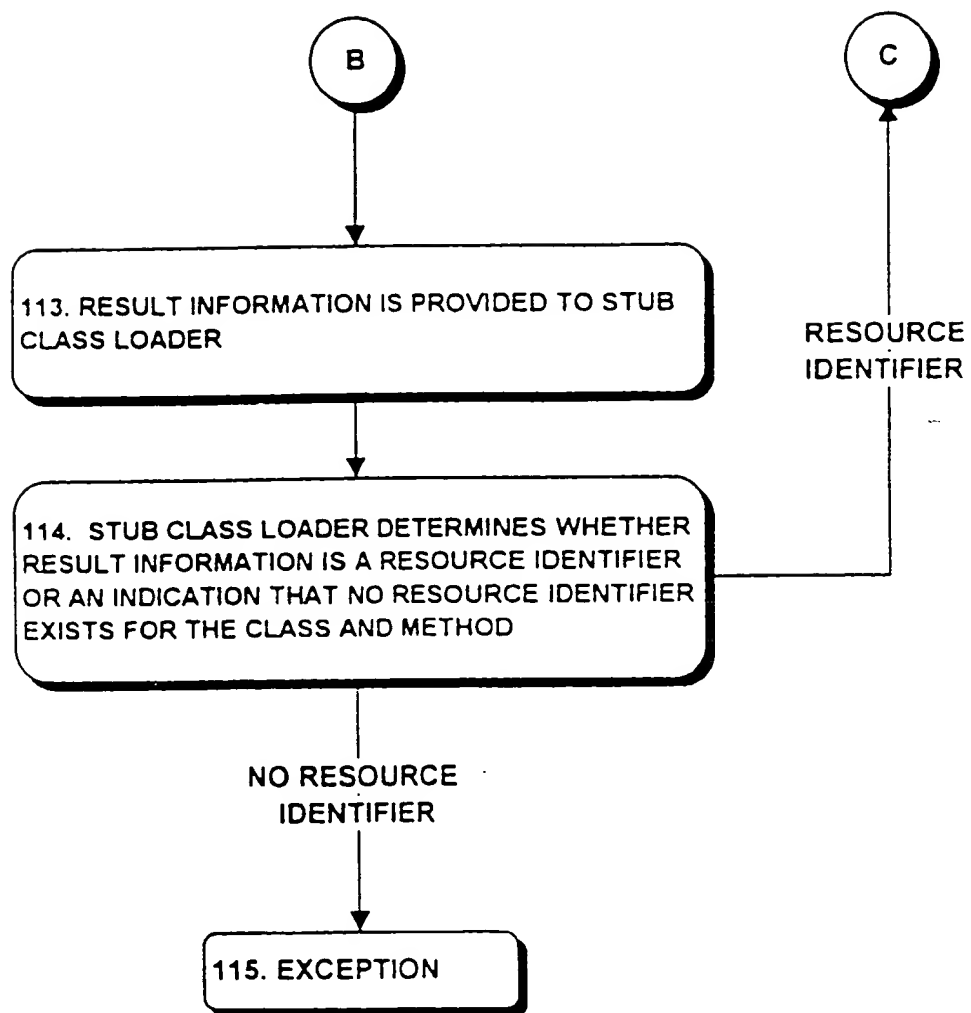 B
C
113. RESULT INFORMATION IS PROVIDED TO STUB
CLASS LOADER
RESOURCE
IDENTIFIER
114. STUB CLASS LOADER DETERMINES WHETHER
RESULT INFORMATION IS A RESOURCE IDENTIFIER
OR AN INDICATION THAT NO RESOURCE IDENTIFIER
EXISTS FOR THE CLASS AND METHOD
NO RESOURCE
IDENTIFIER
115. EXCEPTION